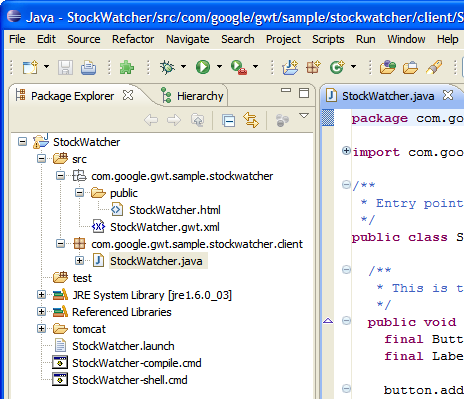 Java - StockWatcher/src/com/google/gwt/sample/stockwatcher/client/S
File Edit Source Refactor Navigate Search Project Scripts Run Window
Package Explorer Hierarchy
StockWatcher
src
com.google.gwt.sample.stockwatcher
public
StockWatcher.html
StockWatcher.gwt.xml
com.google.gwt.sample.stockwatcher.client
StockWatcher.java
test
JRE System Library [jre1.6.0_03]
Referenced Libraries
tomcat
StockWatcher.launch
StockWatcher-compile.cmd
StockWatcher-shell.cmd
StockWatcher.java
package com.go
import com.goo
/**
* Entry point
*/
public class S
/**
* This is t
*/
public void
final Butt
final Labe
button.add